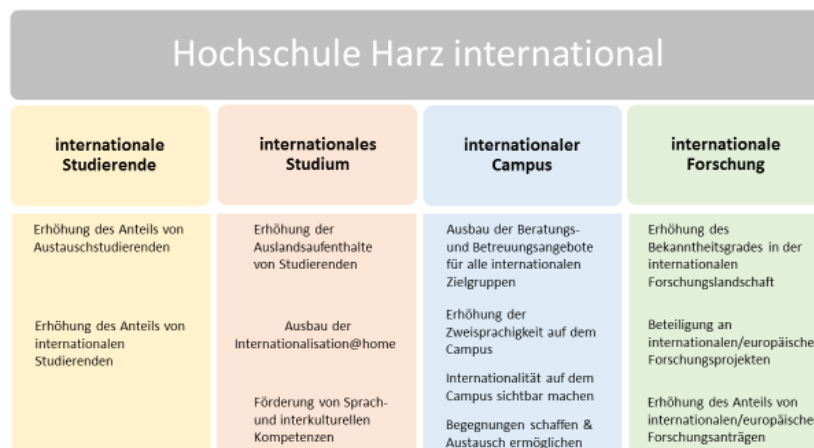 Hochschule Harz international
internationale
Studierende
internationales
Studium
internationaler
Campus
internationale
Forschung
Erhöhung des Anteils von
Austauschstudierenden
Erhöhung des Anteils von
internationalen
Studierenden
Erhöhung der
Auslandsaufenthalte
von Studierenden
Ausbau der
Internationalisation@home
Förderung von Sprach-
und interkulturellen
Kompetenzen
Ausbau der Beratungs-
und Betreuungsangebote
für alle internationalen
Zielgruppen
Erhöhung der
Zweisprachigkeit auf dem
Campus
Internationalität auf dem
Campus sichtbar machen
Begegnungen schaffen &
Austausch ermöglichen
Erhöhung des
Bekanntheitsgrades in der
internationalen
Forschungslandschaft
Beteiligung an
internationalen/europäische
Forschungsprojekten
Erhöhung des Anteils von
internationalen/europäische
Forschungsanträgen